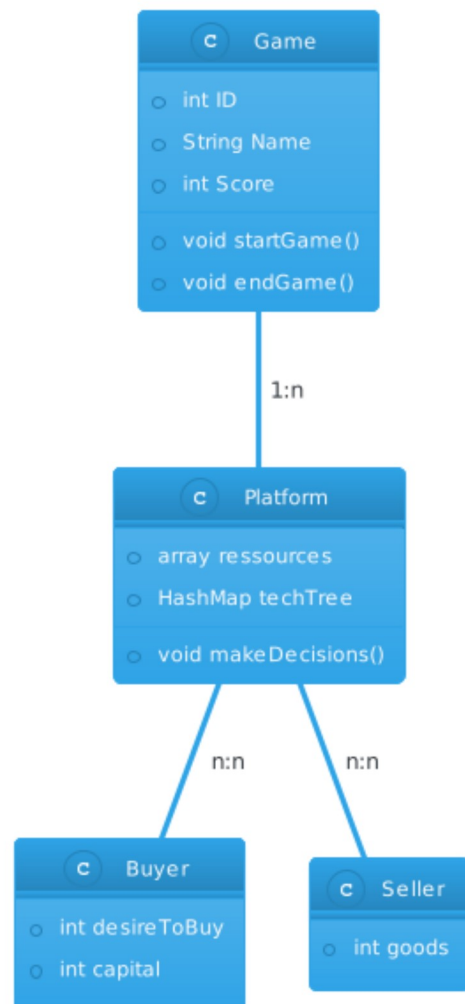 C Game
int ID
String Name
int Score
void startGame()
void endGame()
1:n
C Platform
array ressources
HashMap techTree
void makeDecisions()
n:n
n:n
C Buyer
int desireToBuy
int capital
C Seller
int goods